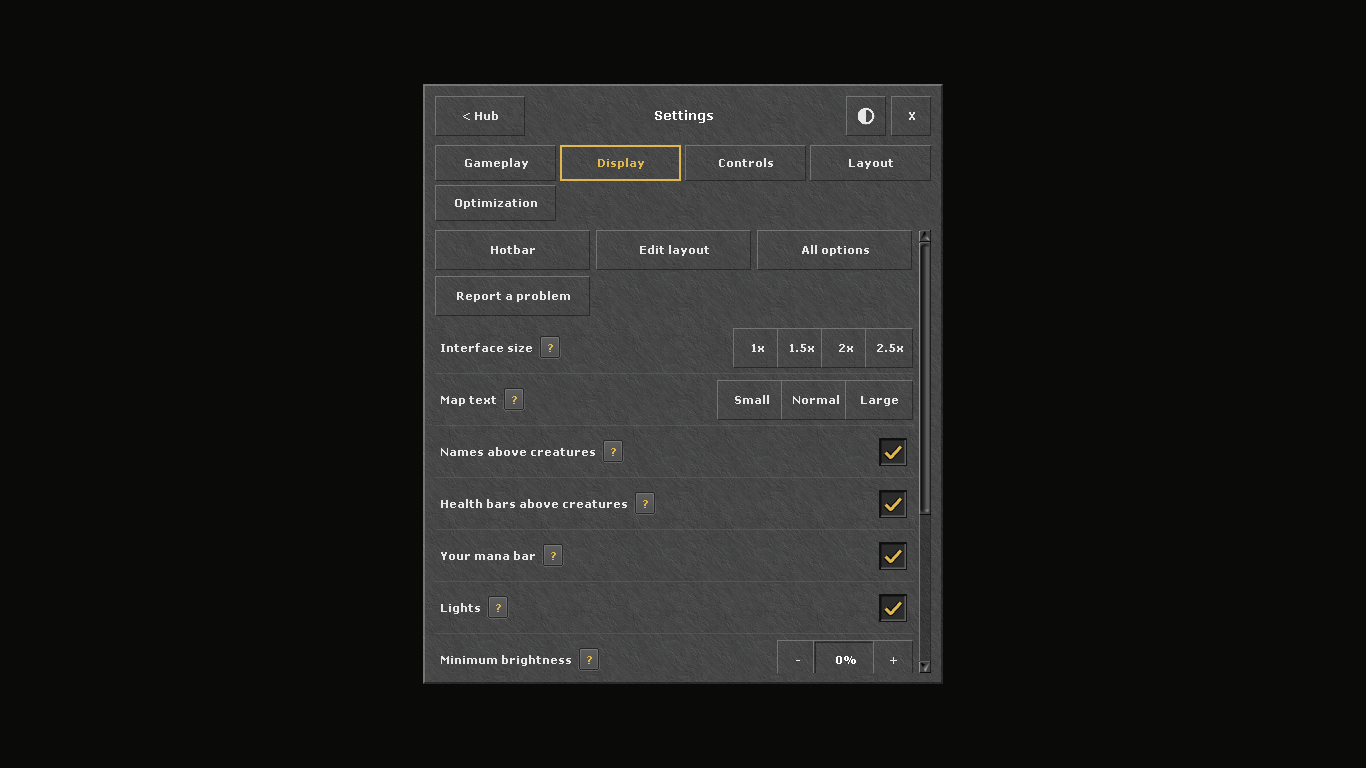 < Hub
Settings
X
Gameplay
Display
Controls
Layout
Optimization
Hotbar
Edit layout
All options
Report a problem
Interface size ?
1x 1.5x 2x 2.5x
Map text ?
Small Normal Large
Names above creatures ?
Health bars above creatures ?
Your mana bar ?
Lights ?
Minimum brightness ?
- 0% +